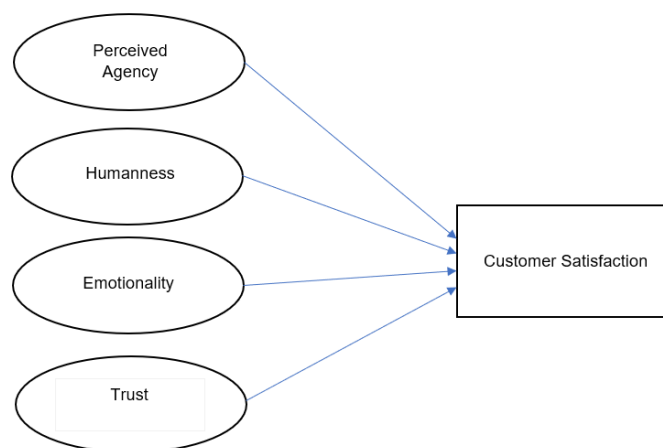 Perceived
Agency
Humanness
Emotionality
Customer Satisfaction
Trust